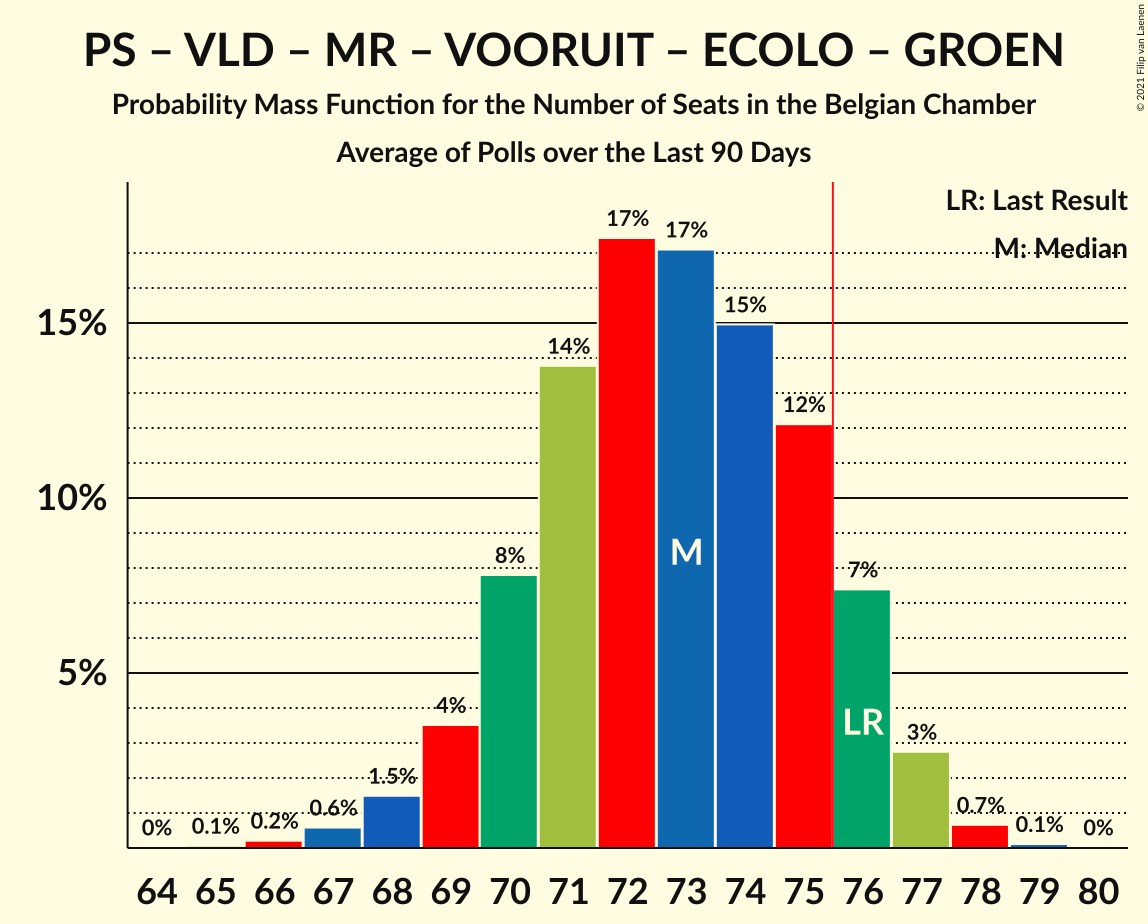 PS – VLD – MR – VOORUIT – ECOLO – GROEN
Probability Mass Function for the Number of Seats in the Belgian Chamber
Average of Polls over the Last 90 Days
© 2021 Filip van Laenen
LR: Last Result
M: Median
15%
10%
5%
0%
0.1%
0.2%
0.6%
1.5%
4%
8%
14%
17%
17%
15%
12%
7%
3%
0.7%
0.1%
0%
M
LR
64 65 66 67 68 69 70 71 72 73 74 75 76 77 78 79 80